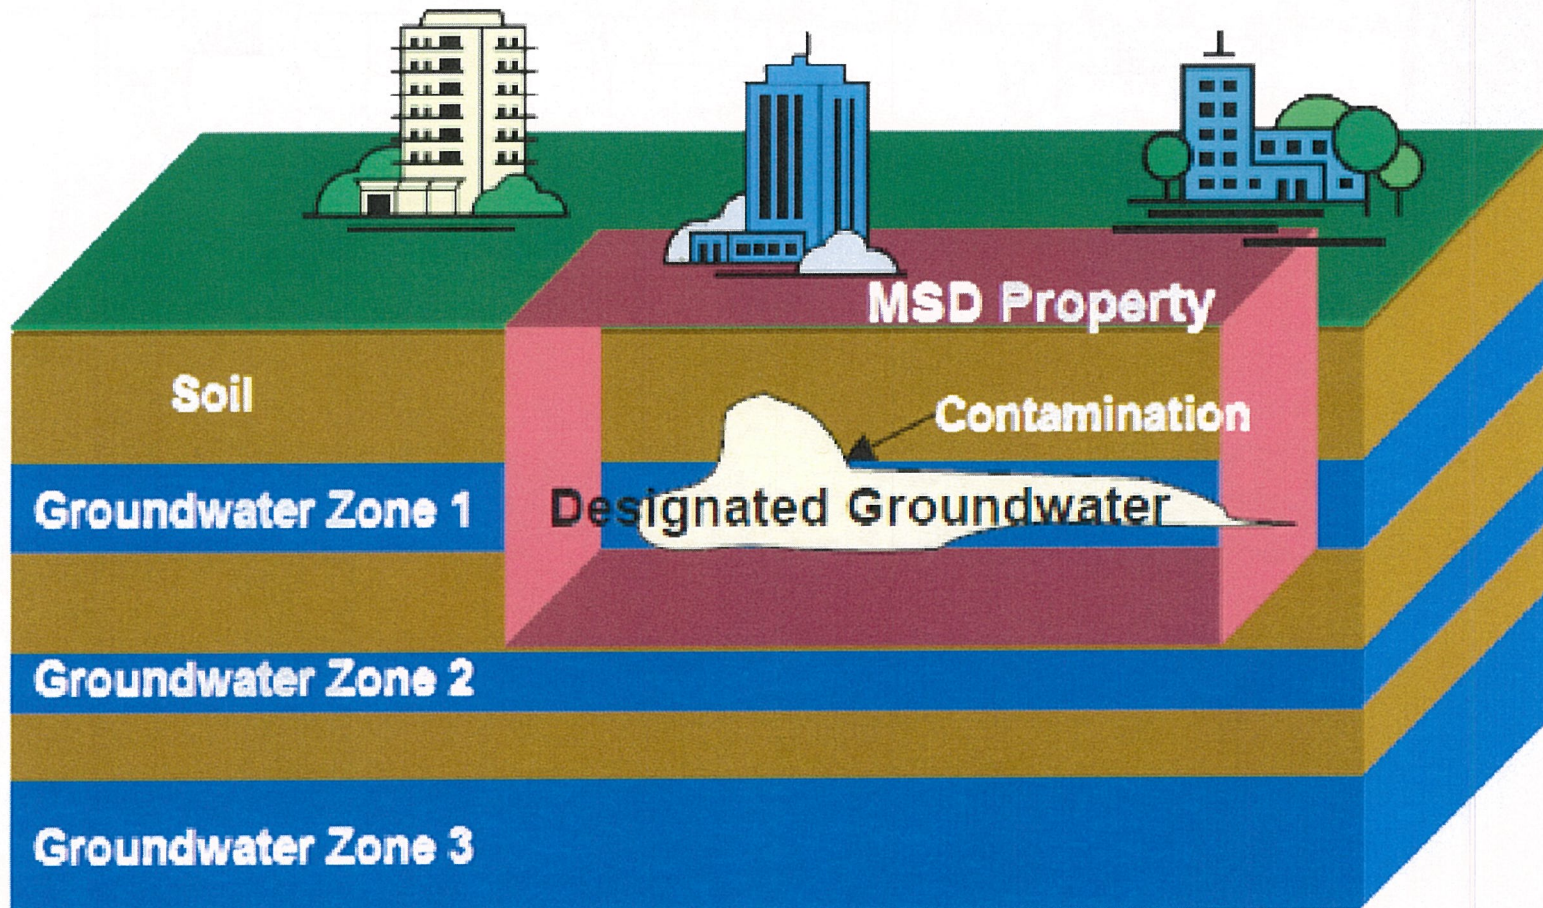 MSD Property
Soil
Contamination
Groundwater Zone 1
Designated Groundwater
Groundwater Zone 2
Groundwater Zone 3